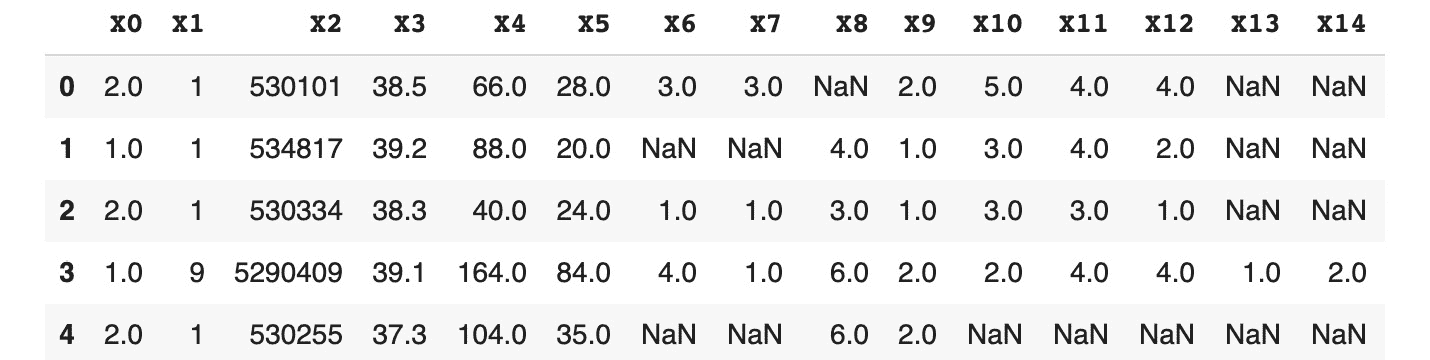 X0 X1 X2 X3 X4 X5 X6 X7 X8 X9 X10 X11 X12 X13 X14
0 2.0 1 530101 38.5 66.0 28.0 3.0 3.0 NaN 2.0 5.0 4.0 4.0 NaN NaN
1 1.0 1 534817 39.2 88.0 20.0 NaN NaN 4.0 1.0 3.0 4.0 2.0 NaN NaN
2 2.0 1 530334 38.3 40.0 24.0 1.0 1.0 3.0 1.0 3.0 3.0 1.0 NaN NaN
3 1.0 9 5290409 39.1 164.0 84.0 4.0 1.0 6.0 2.0 2.0 4.0 4.0 1.0 2.0
4 2.0 1 530255 37.3 104.0 35.0 NaN NaN 6.0 2.0 NaN NaN NaN NaN NaN